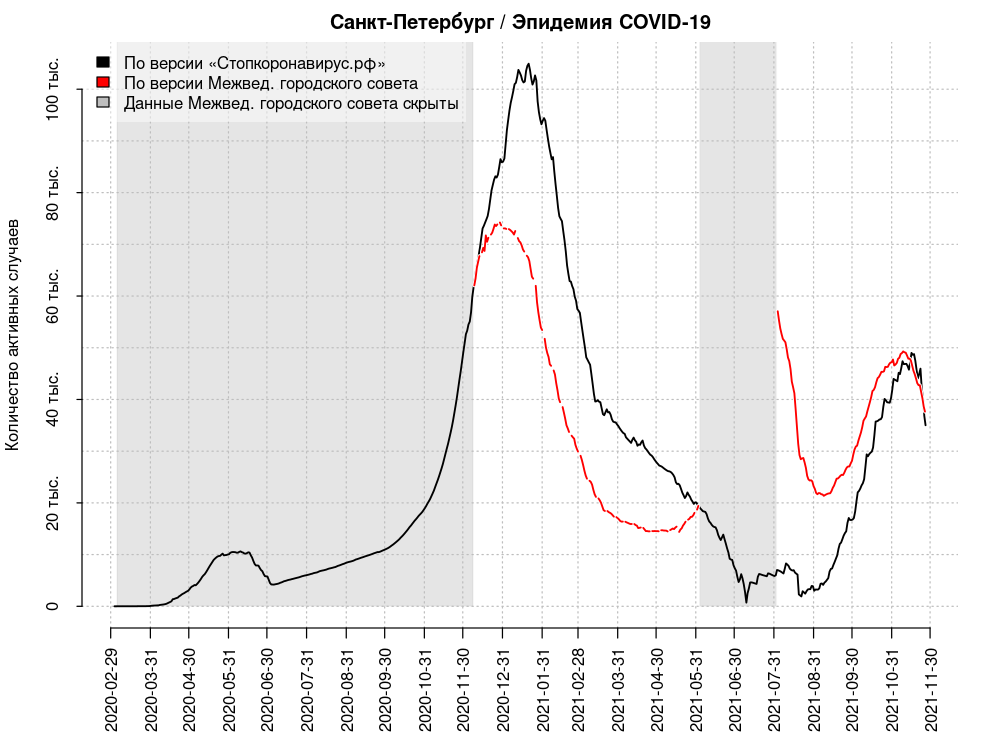 Санкт-Петербург / Эпидемия COVID-19
По версии «Стопкоронавирус.рф»
По версии Межвед. городского совета
Данные Межвед. городского совета скрыты
Количество активных случаев
100 тыс.
80 тыс.
60 тыс.
40 тыс.
20 тыс.
0
2020-02-29
2020-03-31
2020-04-30
2020-05-31
2020-06-30
2020-07-31
2020-08-31
2020-09-30
2020-10-31
2020-11-30
2020-12-31
2021-01-31
2021-02-28
2021-03-31
2021-04-30
2021-05-31
2021-06-30
2021-07-31
2021-08-31
2021-09-30
2021-10-31
2021-11-30